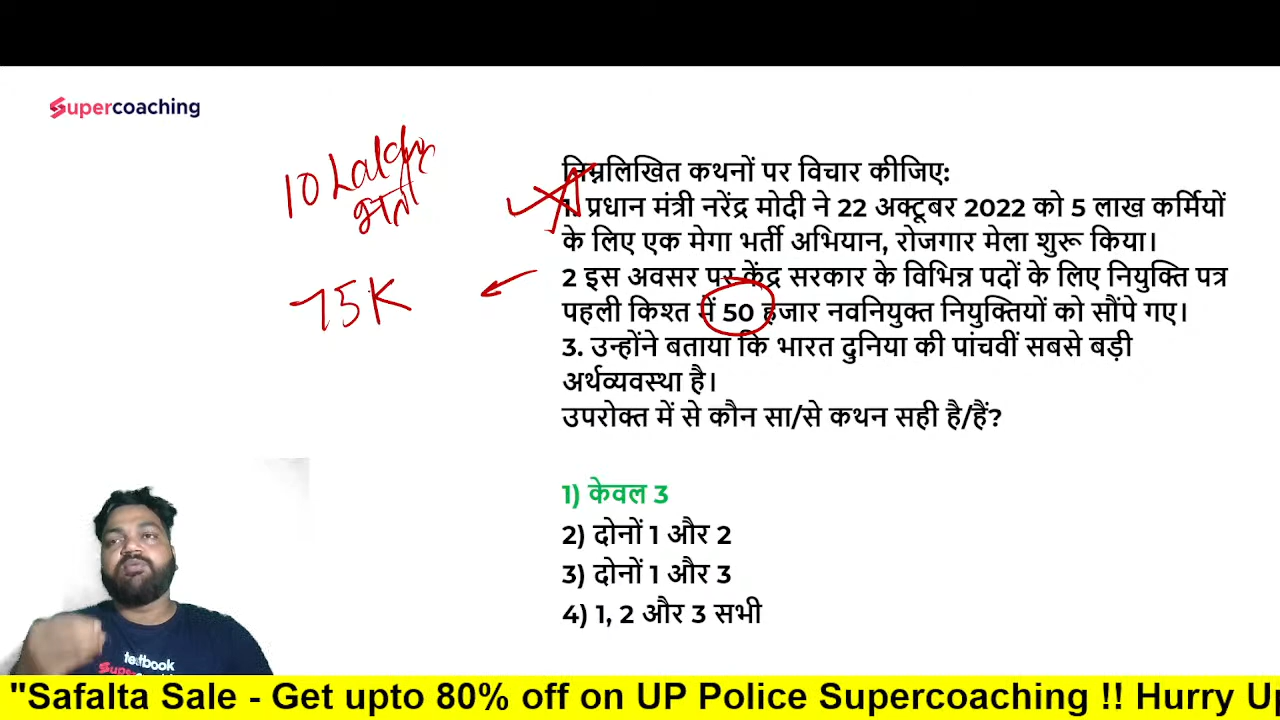 Supercoaching
10 Lakh
भर्ती
75K
निम्नलिखित कथनों पर विचार कीजिए:
1. प्रधान मंत्री नरेंद्र मोदी ने 22 अक्टूबर 2022 को 5 लाख कर्मियों
के लिए एक मेगा भर्ती अभियान, रोजगार मेला शुरू किया।
2 इस अवसर पर केंद्र सरकार के विभिन्न पदों के लिए नियुक्ति पत्र
पहली किश्त में 50 हजार नवनियुक्त नियुक्तियों को सौंपे गए।
3. उन्होंने बताया कि भारत दुनिया की पांचवीं सबसे बड़ी
अर्थव्यवस्था है।
उपरोक्त में से कौन सा/से कथन सही है/हैं?
1) केवल 3
2) दोनों 1 और 2
3) दोनों 1 और 3
4) 1, 2 और 3 सभी
testbook
"Safalta Sale - Get upto 80% off on UP Police Supercoaching !! Hurry Up